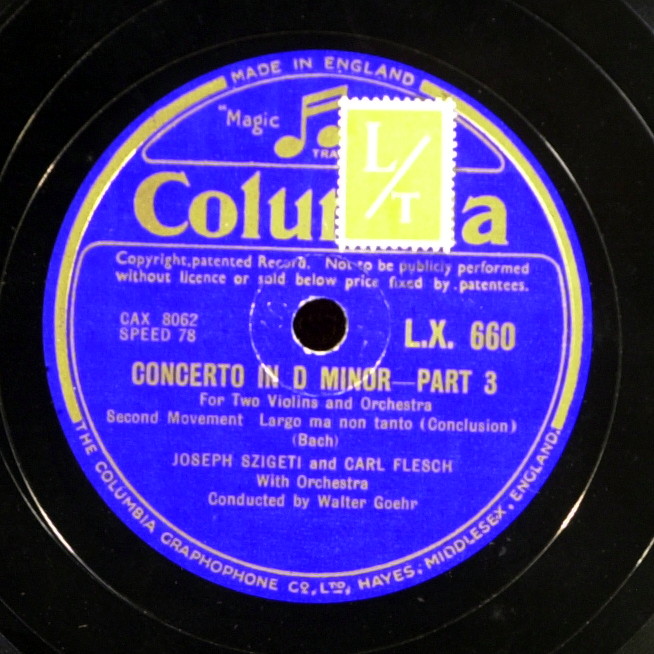 MADE IN ENGLAND
"Magic
TRA
L/T
Colu a
Copyright, patented Record. Not to be publicly performed
without licence or sold below price fixed by patentees.
CAX 8062
SPEED 78
L.X. 660
CONCERTO IN D MINOR—PART 3
For Two Violins and Orchestra
Second Movement Largo ma non tanto (Conclusion)
(Bach)
JOSEPH SZIGETI and CARL FLESCH
With Orchestra
Conducted by Walter Goehr
THE COLUMBIA GRAPHOPHONE CO., LTD., HAYES, MIDDLESEX, ENGLAND.